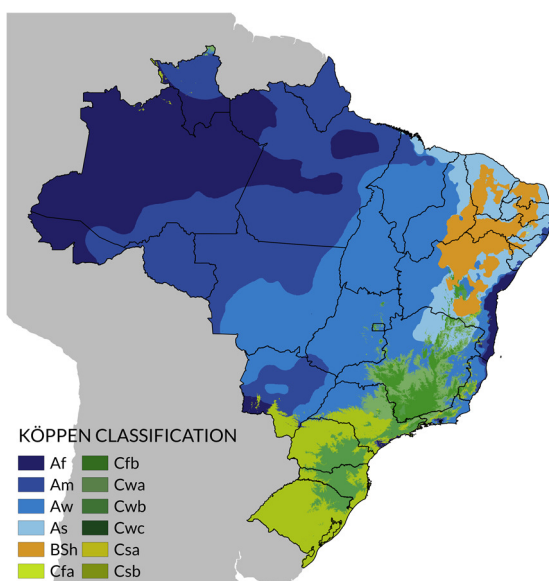 KÖPPEN CLASSIFICATION
Af Cfb
Am Cwa
Aw Cwb
As Cwc
BSh Csa
Cfa Csb